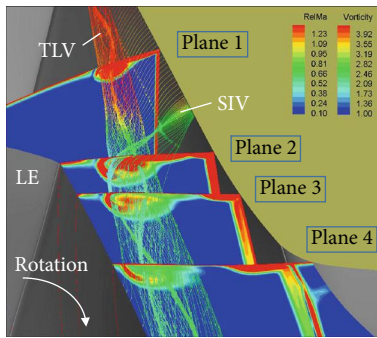 TLV
Plane 1
SIV
Plane 2
LE
Plane 3
Plane 4
Rotation
RelMa Vorticity
1.23 3.92
1.09 3.55
0.95 3.19
0.81 2.82
0.66 2.46
0.52 2.09
0.38 1.73
0.24 1.36
0.10 1.00